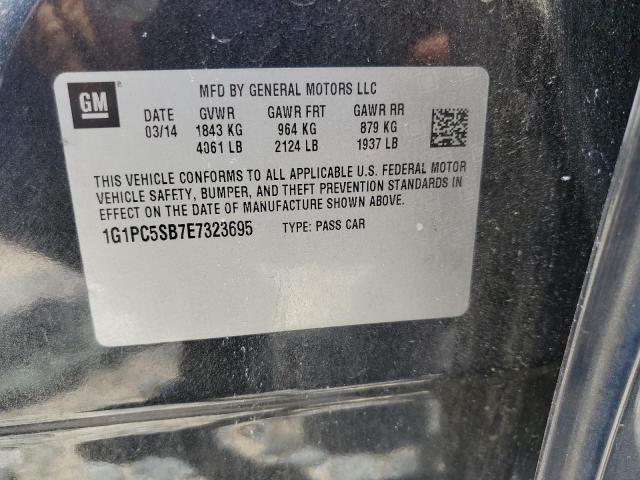 GM
MFD BY GENERAL MOTORS LLC
DATE GVWR GAWR FRT GAWR RR
03/14 1843 KG 964 KG 879 KG
4061 LB 2124 LB 1937 LB
THIS VEHICLE CONFORMS TO ALL APPLICABLE U.S. FEDERAL MOTOR
VEHICLE SAFETY, BUMPER, AND THEFT PREVENTION STANDARDS IN
EFFECT ON THE DATE OF MANUFACTURE SHOWN ABOVE.
1G1PC5SB7E7323695 TYPE: PASS CAR